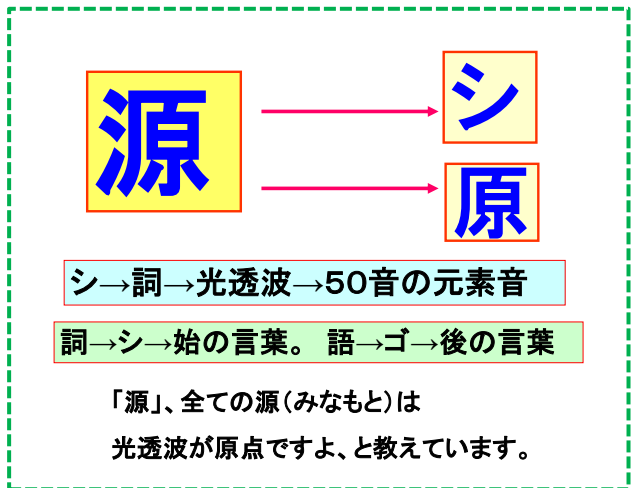 源
シ
原
シ→詞→光透波→50音の元素音
詞→シ→始の言葉。 語→ゴ→後の言葉
「源」、全ての源(みなもと)は
光透波が原点ですよ、と教えています。